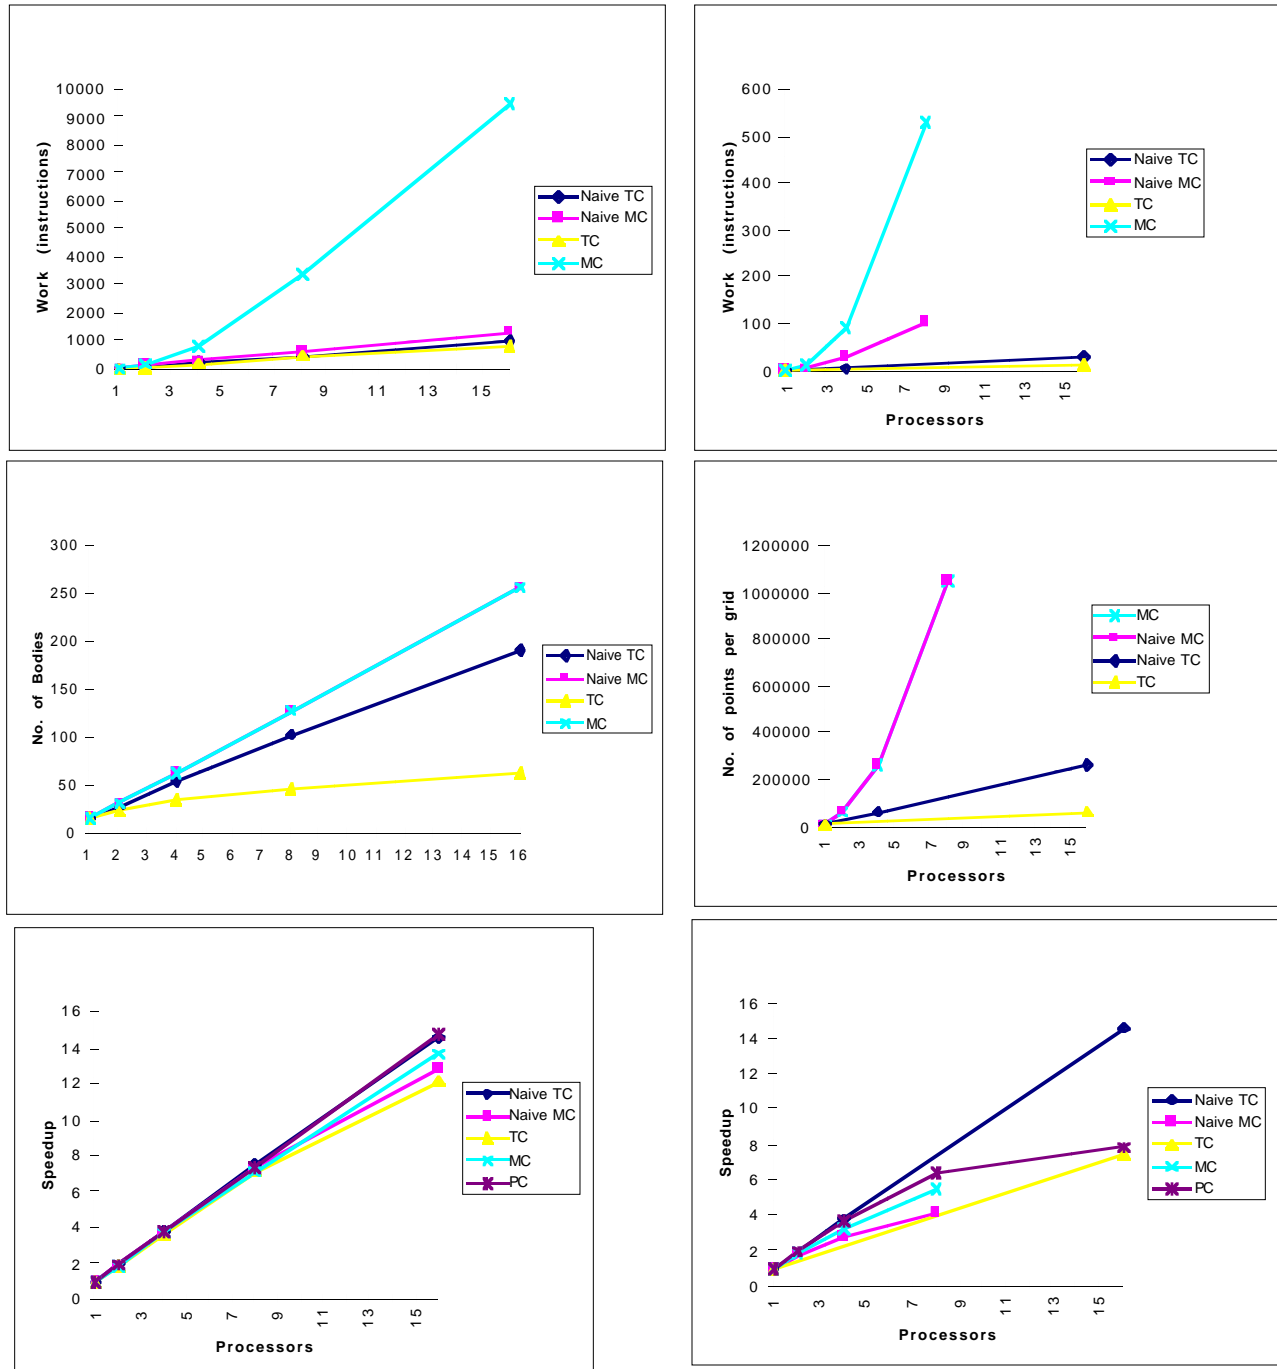 10000
9000
8000
7000
6000
5000
4000
3000
2000
1000
0
Work (instructions)
1 3 5 7 9 11 13 15
Naive TC
Naive MC
TC
MC
600
500
400
300
200
100
0
Work (instructions)
1 3 5 7 9 11 13 15
Processors
Naive TC
Naive MC
TC
MC
300
250
200
150
100
50
0
No. of Bodies
1 2 3 4 5 6 7 8 9 10 11 12 13 14 15 16
Naive TC
Naive MC
TC
MC
1200000
1000000
800000
600000
400000
200000
0
No. of points per grid
1 3 5 7 9 11 13 15
Processors
MC
Naive MC
Naive TC
TC
16
14
12
10
8
6
4
2
0
Speedup
1 3 5 7 9 11 13 15
Processors
Naive TC
Naive MC
TC
MC
PC
16
14
12
10
8
6
4
2
0
Speedup
1 3 5 7 9 11 13 15
Processors
Naive TC
Naive MC
TC
MC
PC